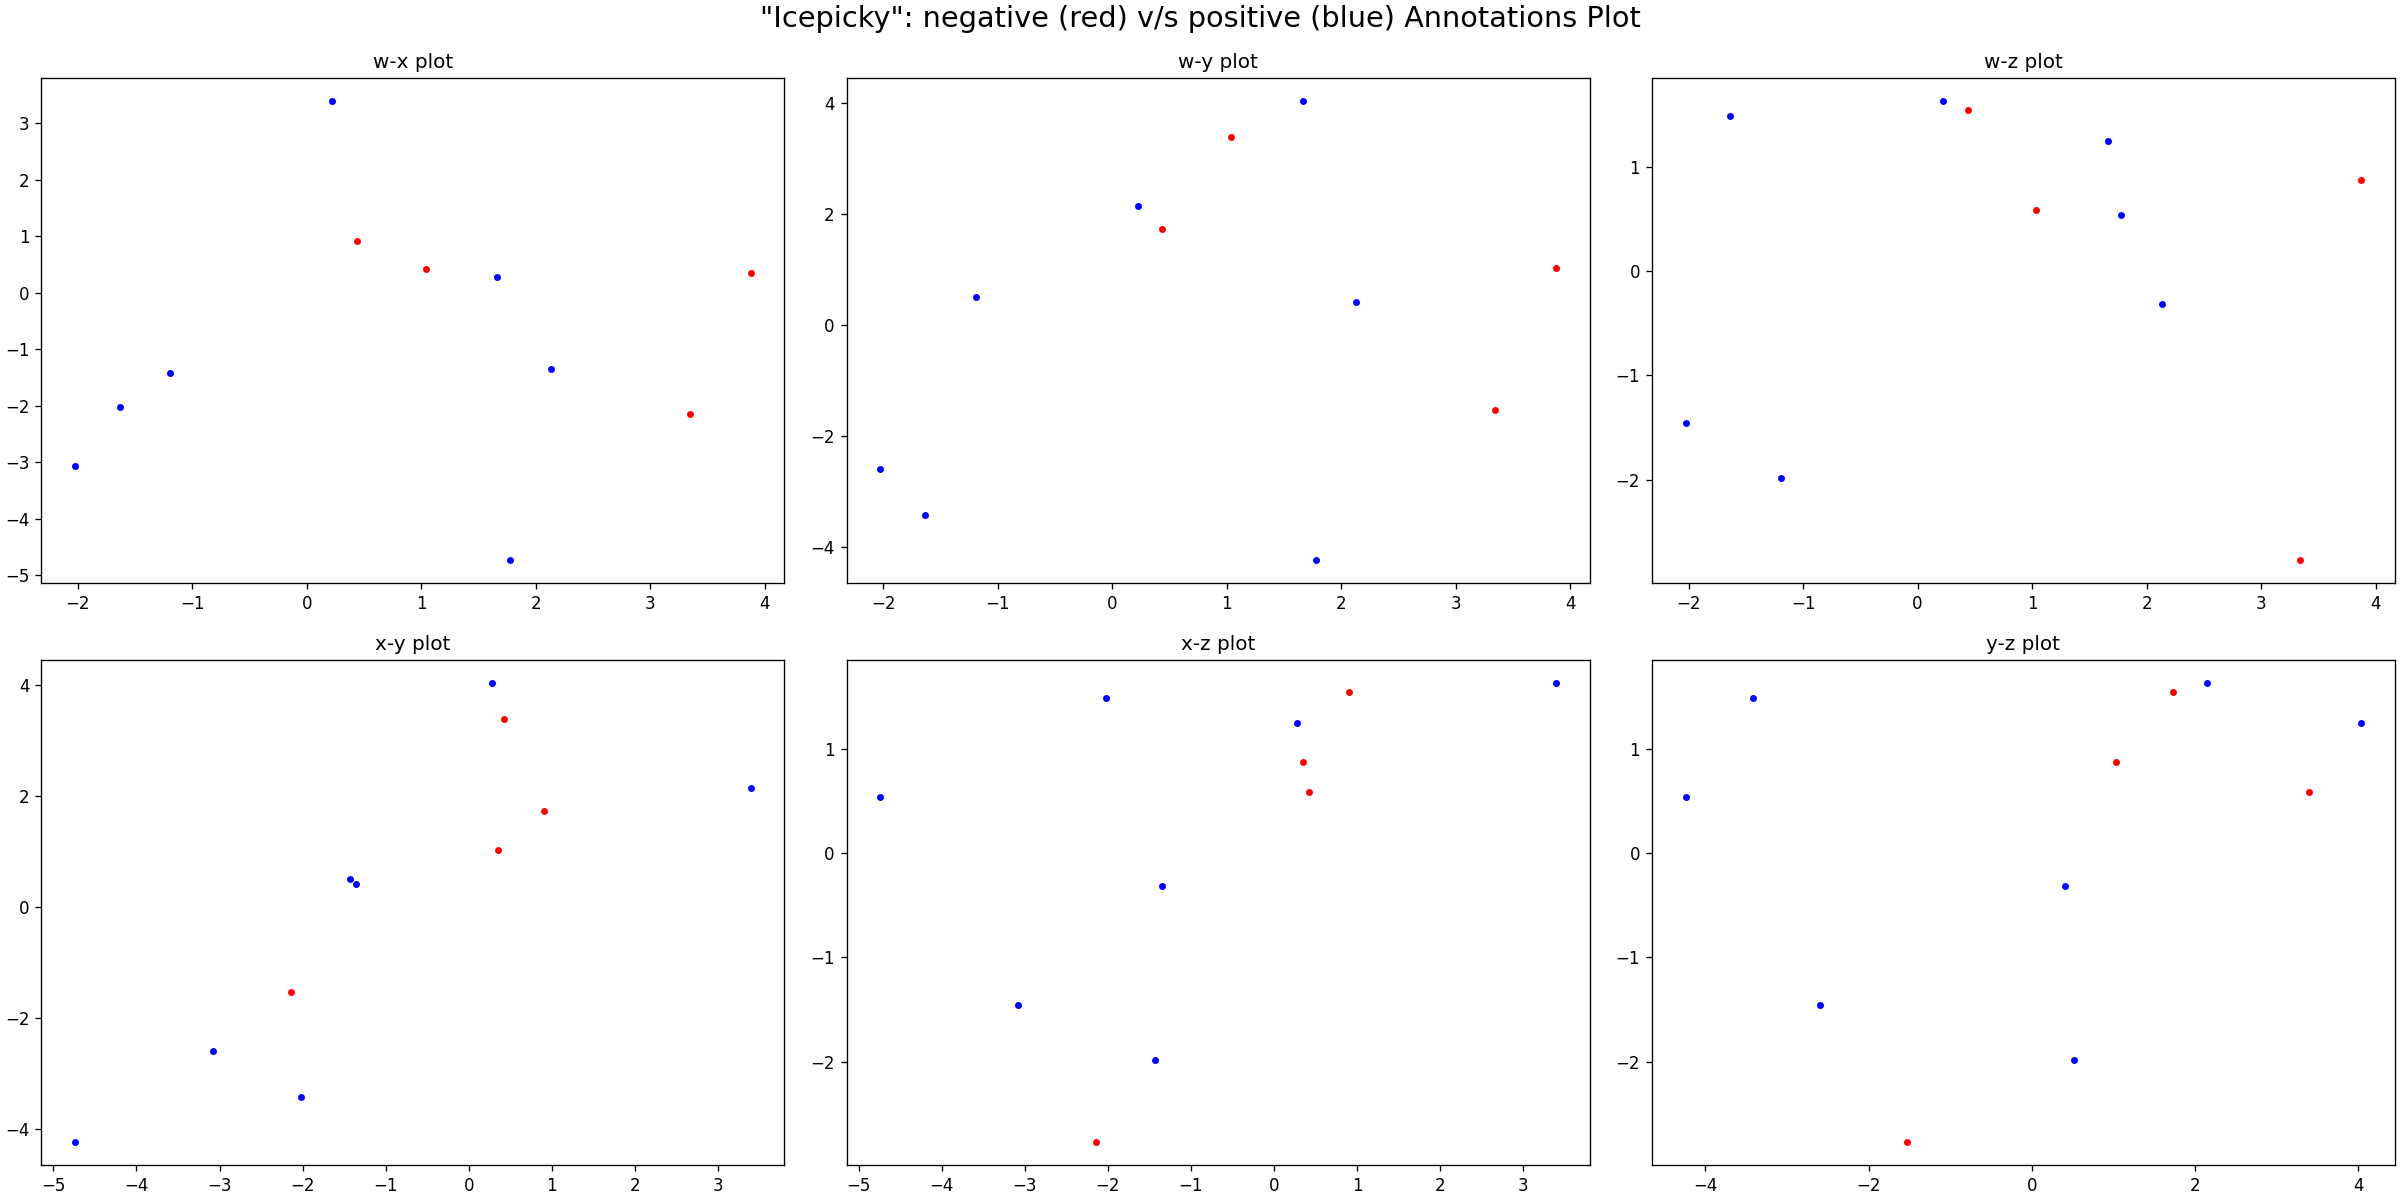 "Icepicky": negative (red) v/s positive (blue) Annotations Plot
w-x plot
3
2
1
0
−1
−2
−3
−4
−5
−2 −1 0 1 2 3 4
w-y plot
4
2
0
−2
−4
−2 −1 0 1 2 3 4
w-z plot
1
0
−1
−2
−2 −1 0 1 2 3 4
x-y plot
4
2
0
−2
−4
−5 −4 −3 −2 −1 0 1 2 3
x-z plot
1
0
−1
−2
−5 −4 −3 −2 −1 0 1 2 3
y-z plot
1
0
−1
−2
−4 −2 0 2 4